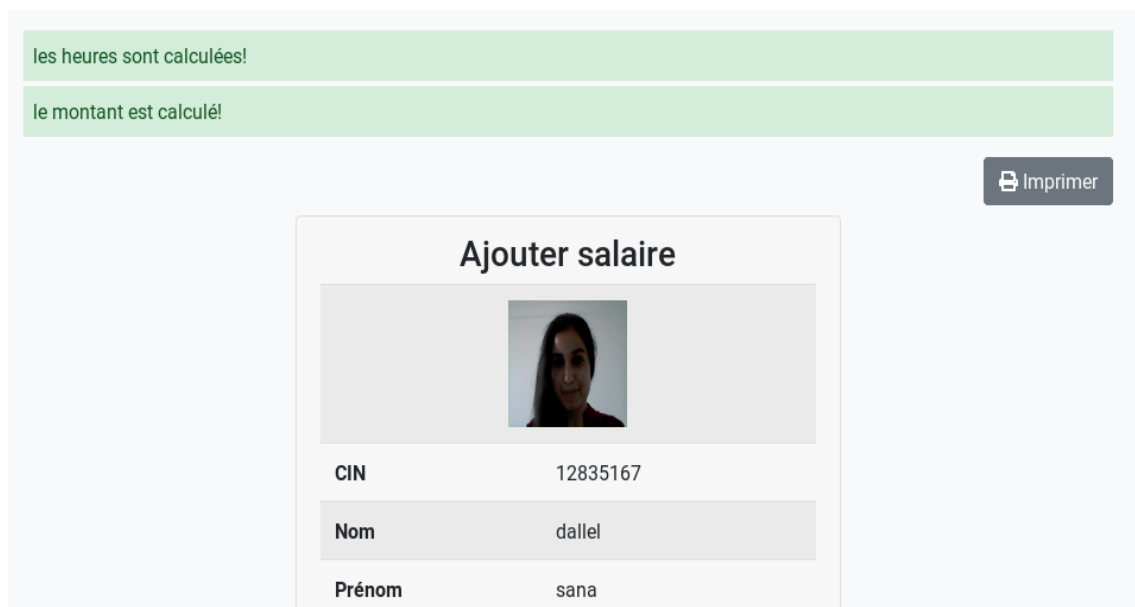 les heures sont calculées!
le montant est calculé!
Imprimer
Ajouter salaire
CIN 12835167
Nom dallel
Prénom sana